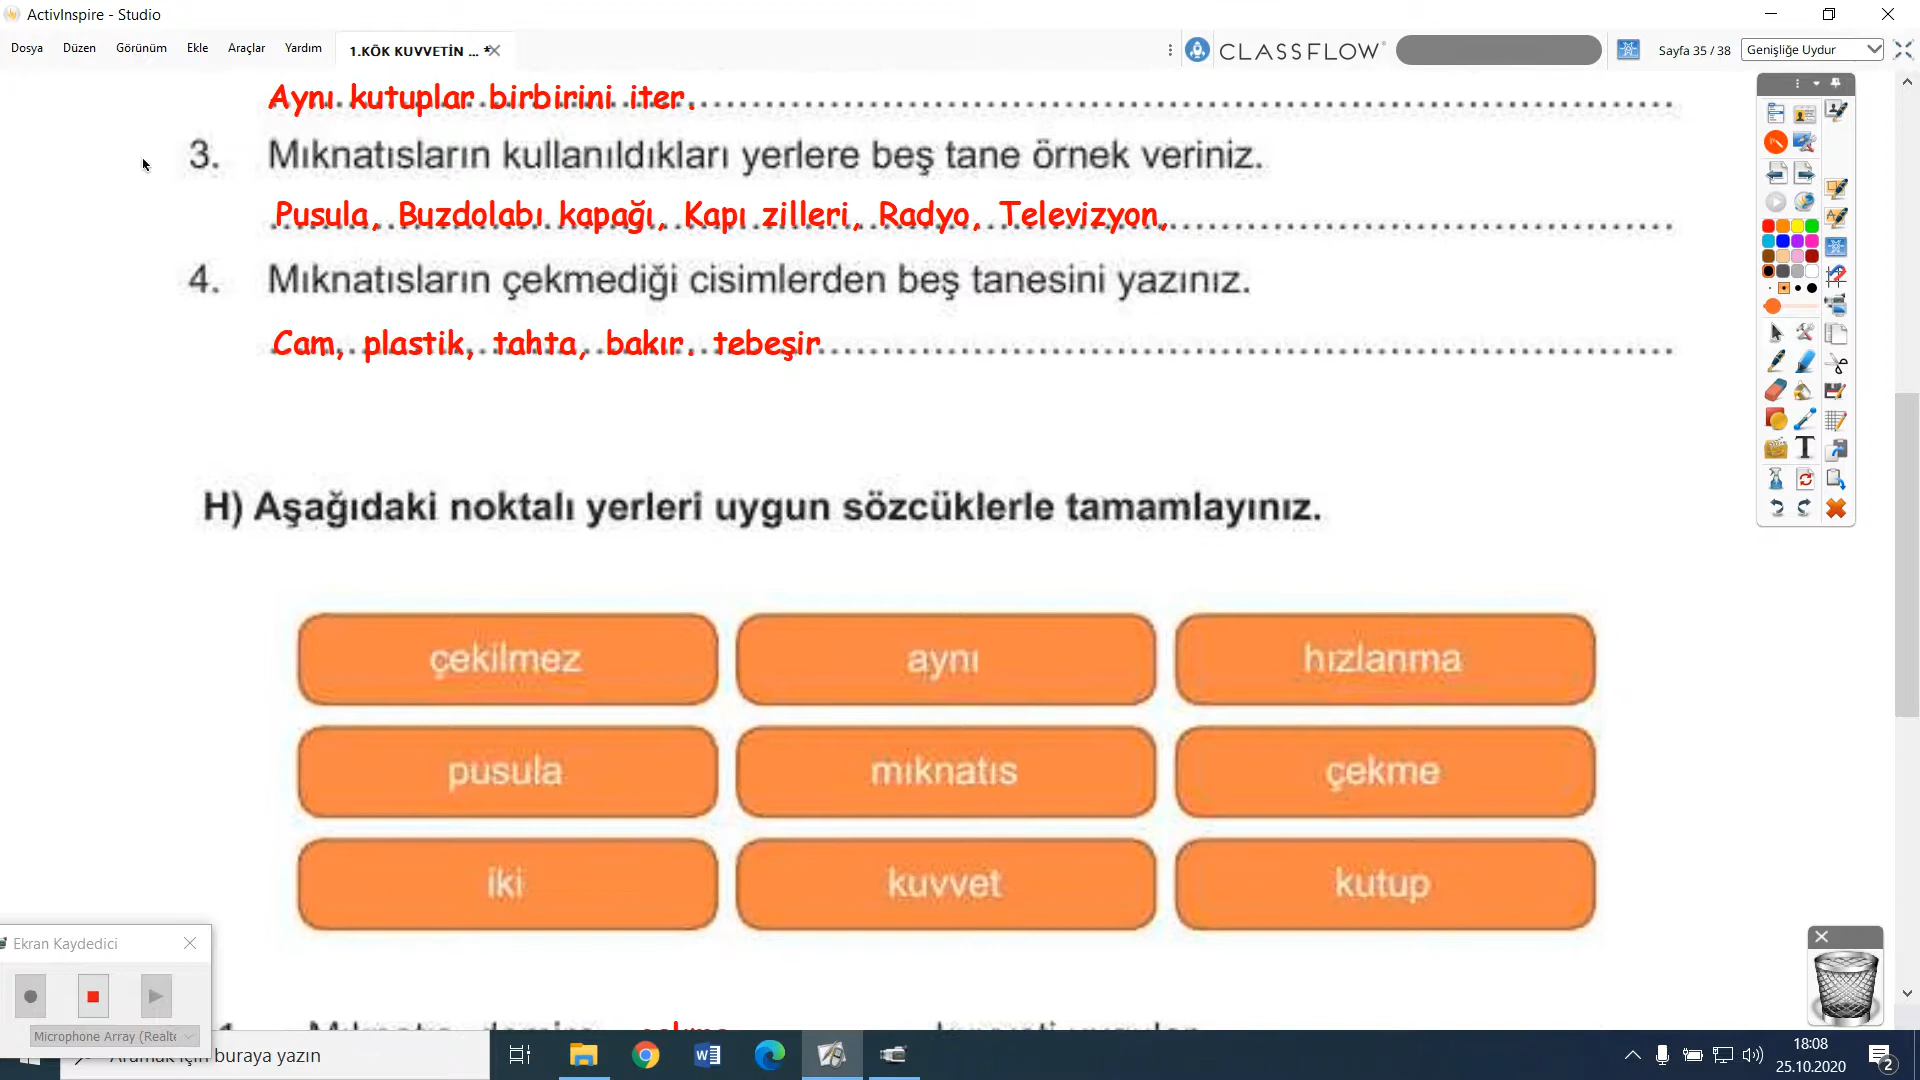 ActivInspire - Studio
Dosya Düzen Görünüm Ekle Araçlar Yardım 1.KÖK KUVVETİN ... * CLASSFLOW Sayfa 35 / 38 Genişliğe Uydur
Aynı kutuplar birbirini iter.
3. Mıknatısların kullanıldıkları yerlere beş tane örnek veriniz.
Pusula, Buzdolabı kapağı, Kapı zilleri, Radyo, Televizyon,
4. Mıknatısların çekmediği cisimlerden beş tanesini yazınız.
Cam, plastik, tahta, bakır. tebeşir
H) Aşağıdaki noktalı yerleri uygun sözcüklerle tamamlayınız.
çekilmez aynı hızlanma
pusula mıknatıs çekme
iki kuvvet kutup
Ekran Kaydedici
Microphone Array (Realte
buraya yazın
18:08
25.10.2020
2